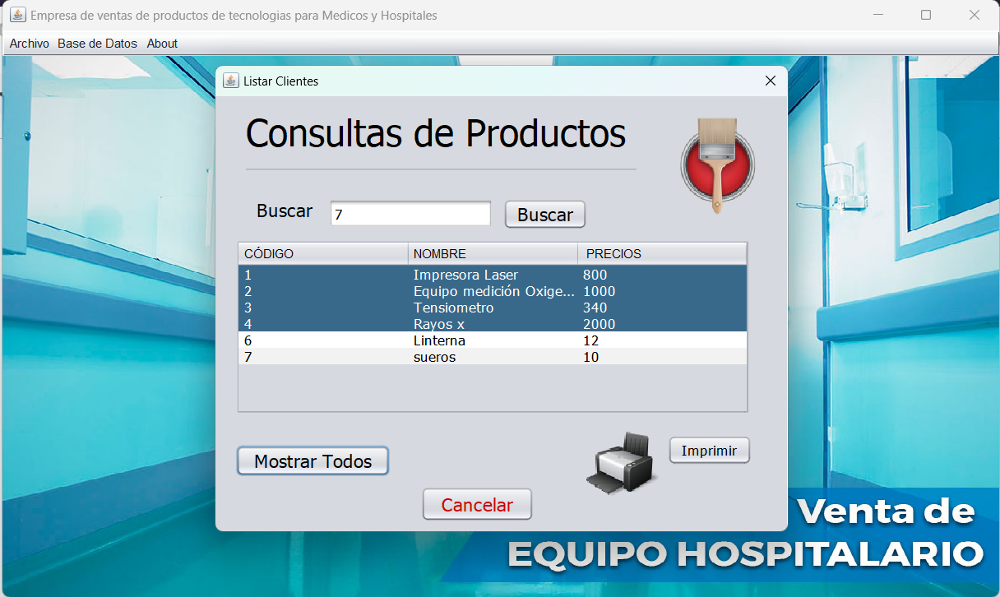 Empresa de ventas de productos de tecnologias para Medicos y Hospitales
Archivo Base de Datos About
Listar Clientes
Consultas de Productos
Buscar 7 Buscar
CÓDIGO NOMBRE PRECIOS
1 Impresora Laser 800
2 Equipo medición Oxige... 1000
3 Tensiometro 340
4 Rayos x 2000
6 Linterna 12
7 sueros 10
Mostrar Todos
Imprimir
Cancelar
Venta de
EQUIPO HOSPITALARIO